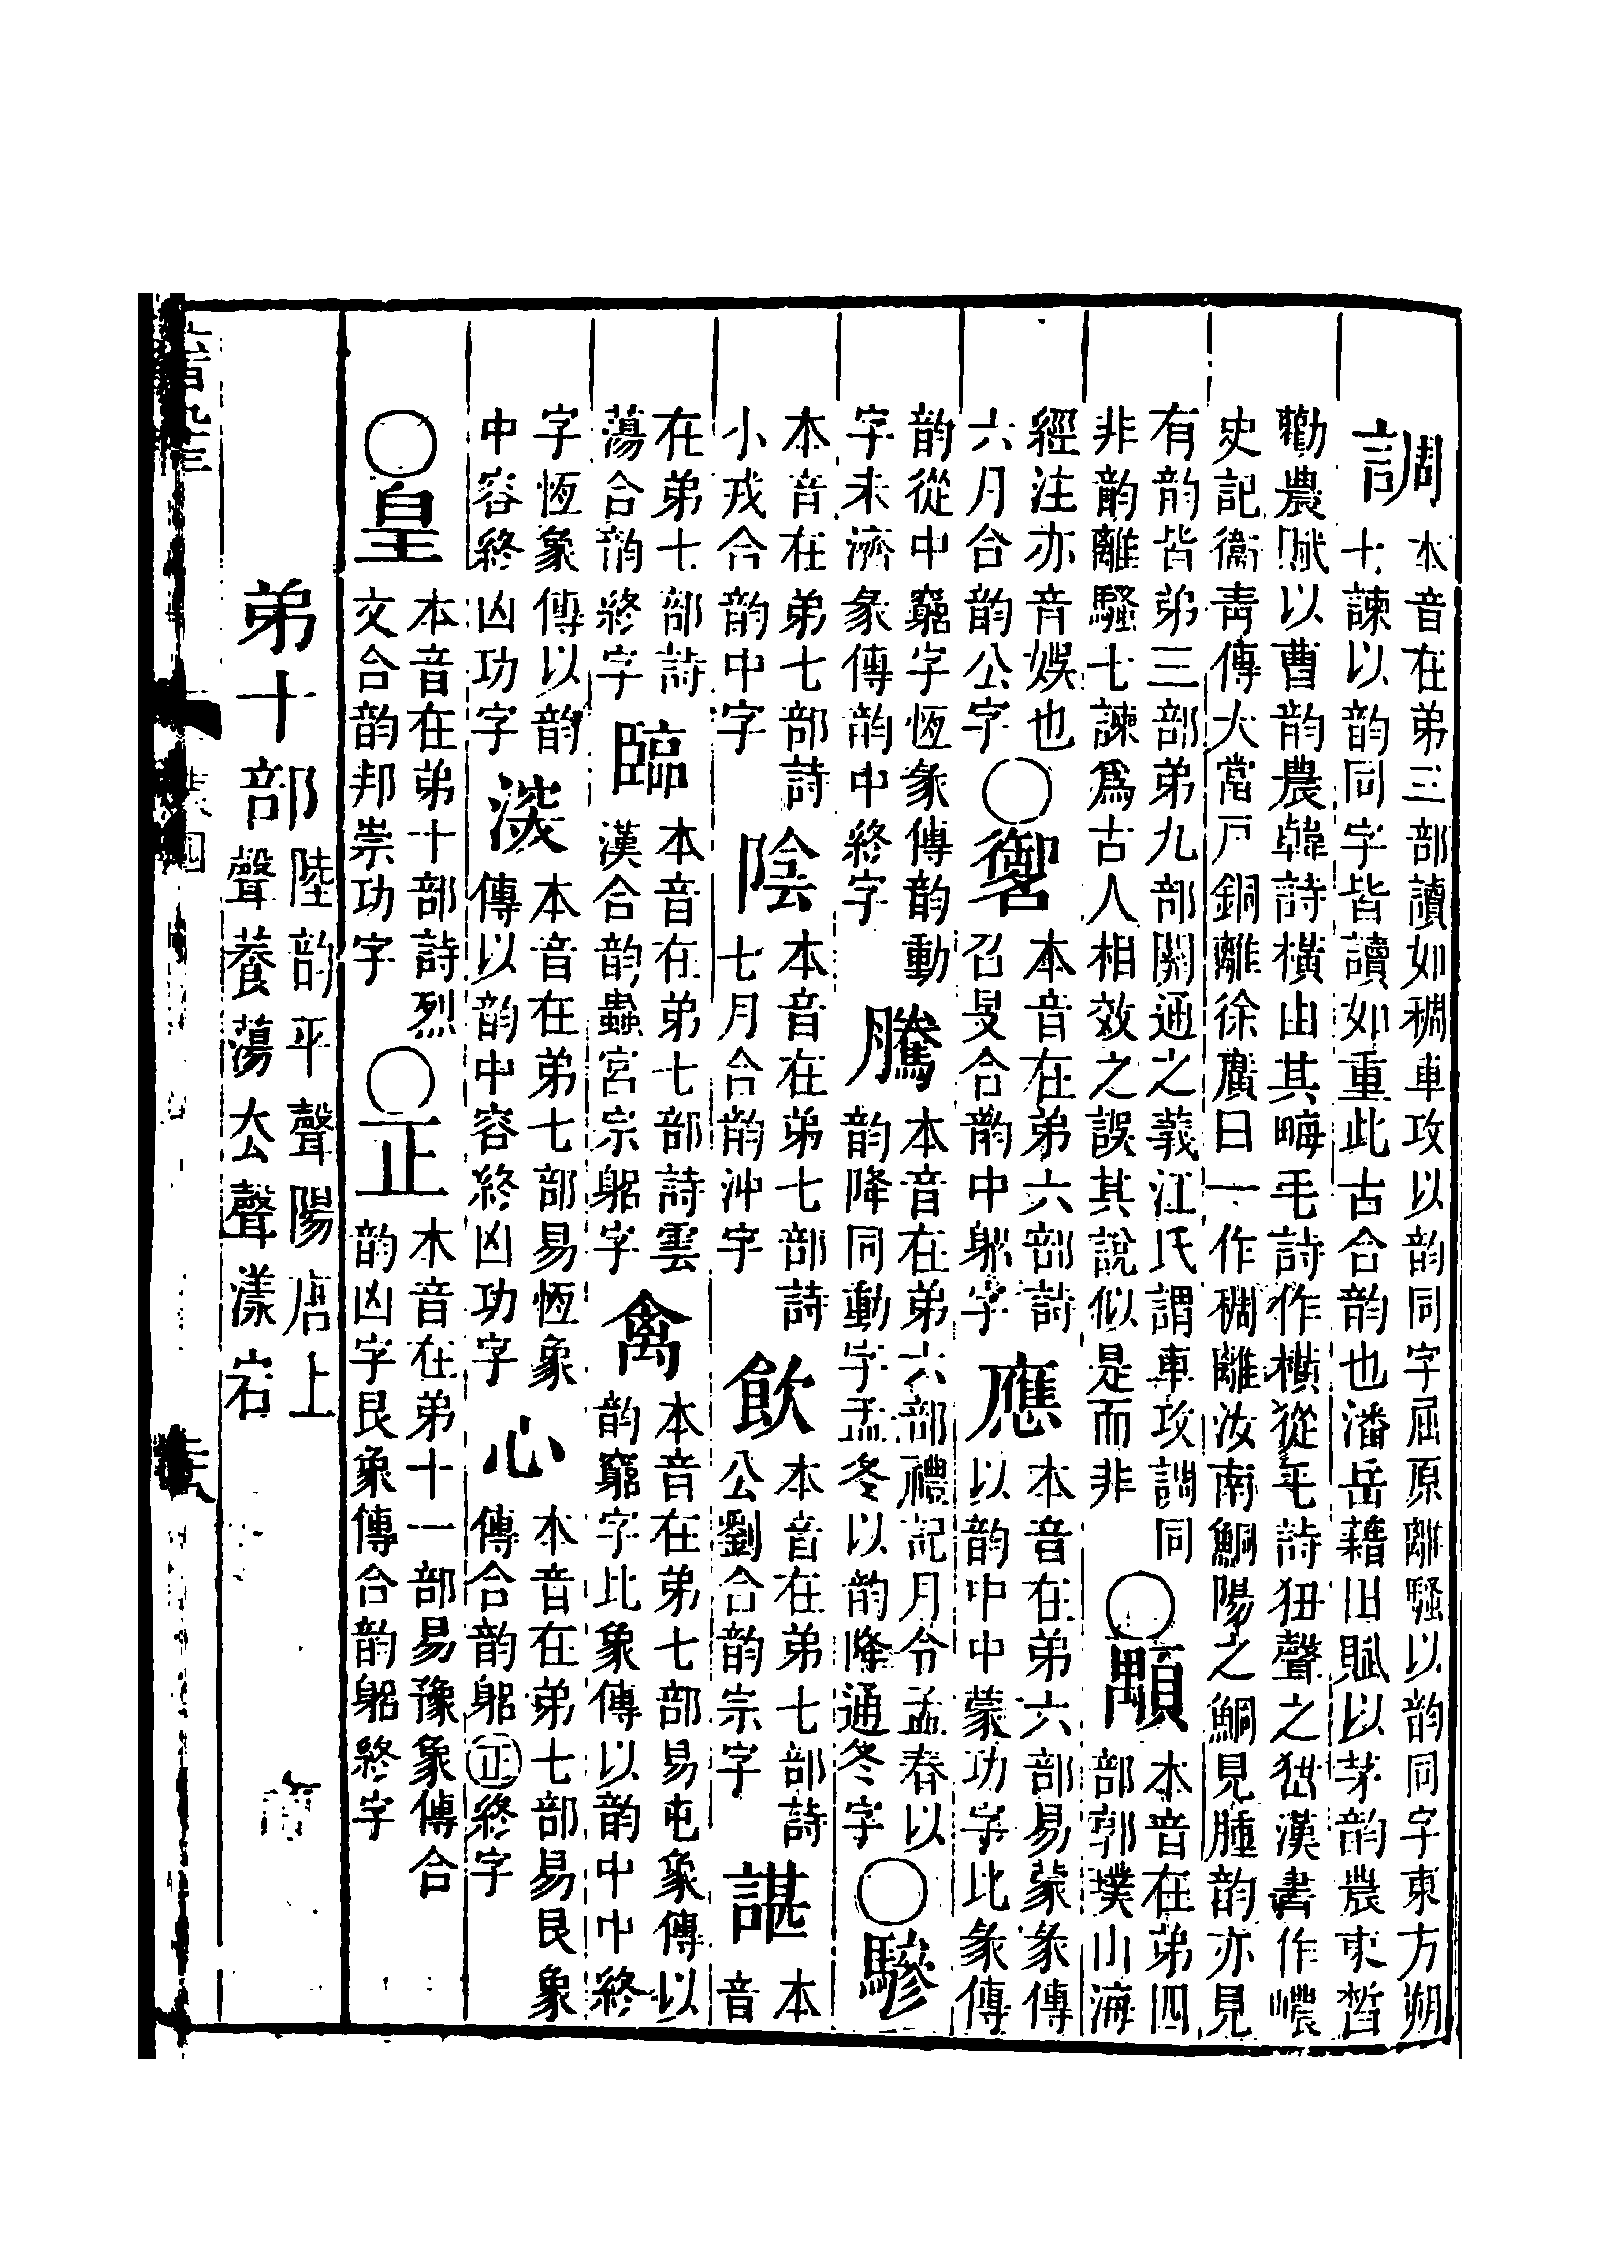 調
本音在弟三部讀如稠車攻以韵同字屈原離騷以韵同字東方朔
七諫以韵同字皆讀如重此古合韵也潘岳藉田賦以茅韵農束皙
勸農賦以曹韵農韓詩橫由其畮毛詩作橫從毛詩峱聲之峱漢書作巎
史記衞靑傳大當戸銅離徐廣曰一作稠離汝南鮦陽之鮦見腫韵亦見
有韵皆弟三部弟九部關通之義江氏謂車攻調同
非韵離騷七諫爲古人相效之誤其說似是而非
○顒
本音在弟四
部郭璞山海
經注亦音娛也
六月合韵公字
○
本音在弟六部詩
召旻合韵中躬字
應
本音在弟六部易蒙彖傳
以韵中中蒙功字比彖傳
韵從中窮字恆彖傳韵動
字未濟彖傳韵中終字
騰
本音在弟六部禮記月令孟春以
韵降同動字孟冬以韵降通冬字
○驂
本音在弟七部詩
小戎合韵中字
陰
本音在弟七部詩
七月合韵沖字
飮
本音在弟七部詩
公劉合韵宗字
諶
本
音
在弟七部詩
蕩合韵終字
臨
本音在弟七部詩雲
漢合韵蟲宮宗躳字
禽
本音在弟七部易屯象傳以
韵窮字比象傳以韵中中終
字恆象傳以韵
中容終凶功字
深
本音在弟七部易恆象
傳以韵中容終凶功字
心
本音在弟七部易艮象
傳合韵躳正終字
○皇
本音在弟十部詩烈
文合韵邦崇功字
○正
本音在弟十一部易豫象傳合
韵凶字艮象傳合韵躳終字
弟十部
陸韵平聲陽唐上
聲養蕩去聲漾宕